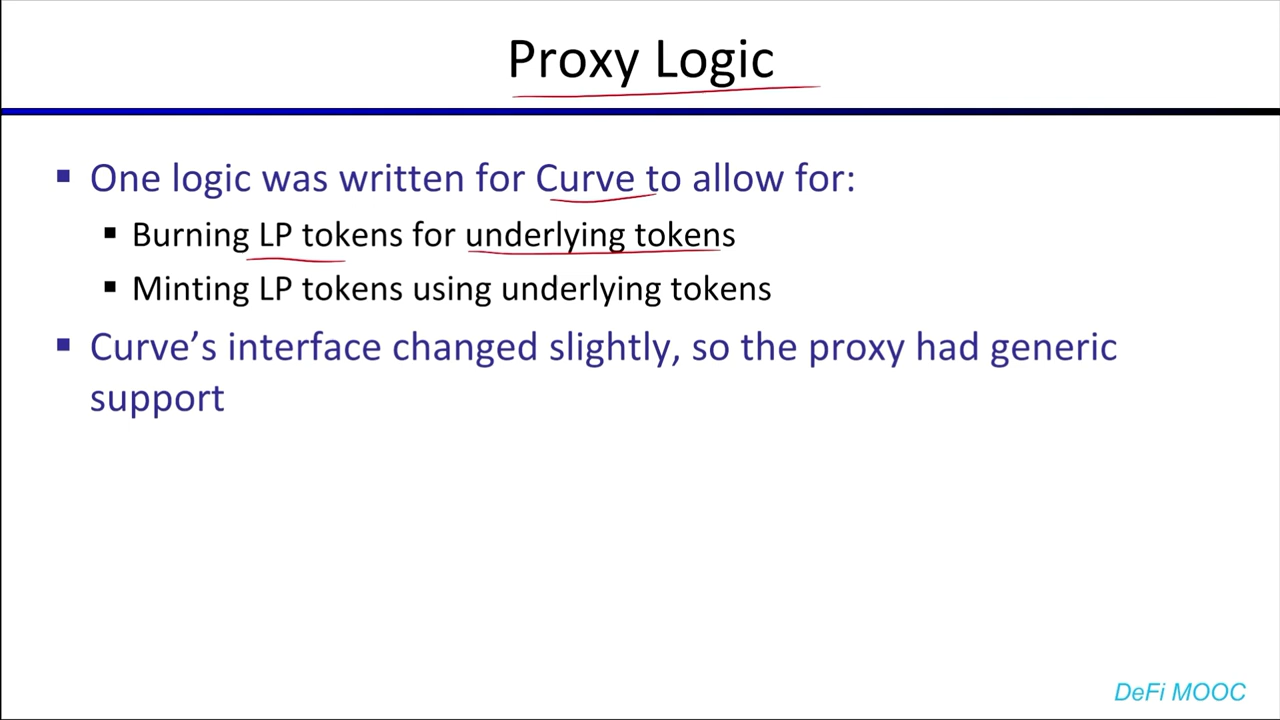 Proxy Logic
One logic was written for Curve to allow for:
Burning LP tokens for underlying tokens
Minting LP tokens using underlying tokens
Curve’s interface changed slightly, so the proxy had generic
support
DeFi MOOC